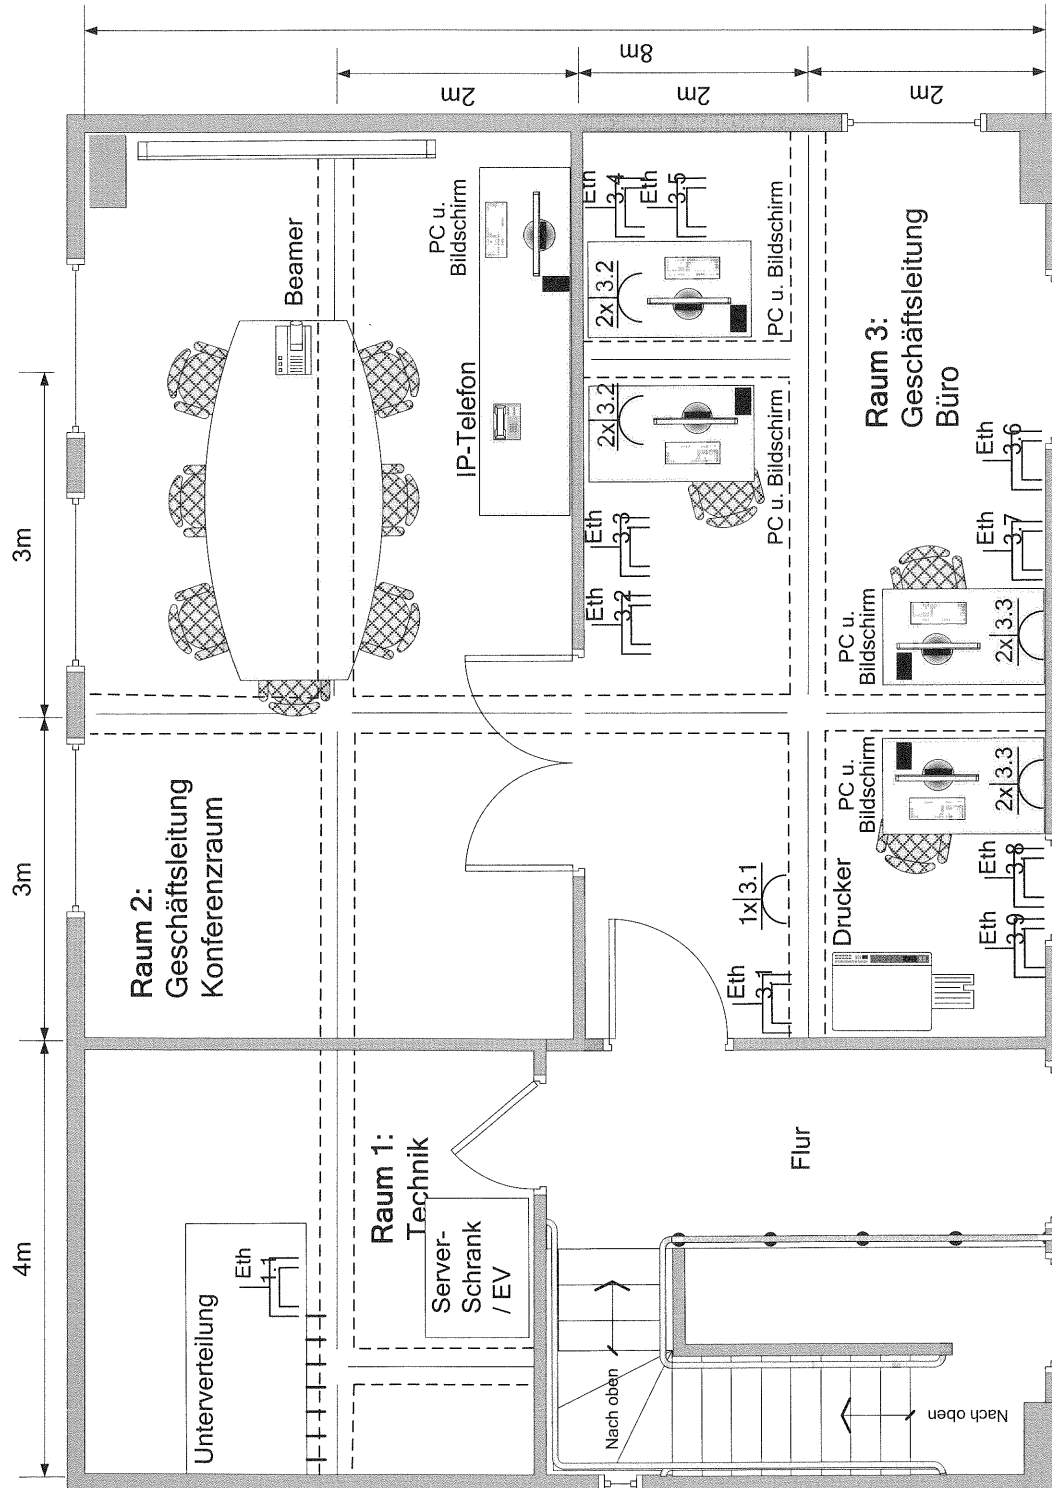 4m
3m
3m
8m
2m
2m
2m
Unterverteilung
Eth
1.1
Raum 1:
Technik
Server-
Schrank
/ EV
Raum 2:
Geschäftsleitung
Konferenzraum
Beamer
IP-Telefon
PC u.
Bildschirm
Flur
Nach oben
Nach oben
Eth
3.1
1x 3.1
Eth
3.2
Eth
3.3
2x 3.2
PC u. Bildschirm
2x 3.2
PC u. Bildschirm
Eth
3.4
Eth
3.5
Raum 3:
Geschäftsleitung
Büro
Drucker
Eth
3.9
Eth
3.8
PC u.
Bildschirm
2x 3.3
PC u.
Bildschirm
2x 3.3
Eth
3.7
Eth
3.6